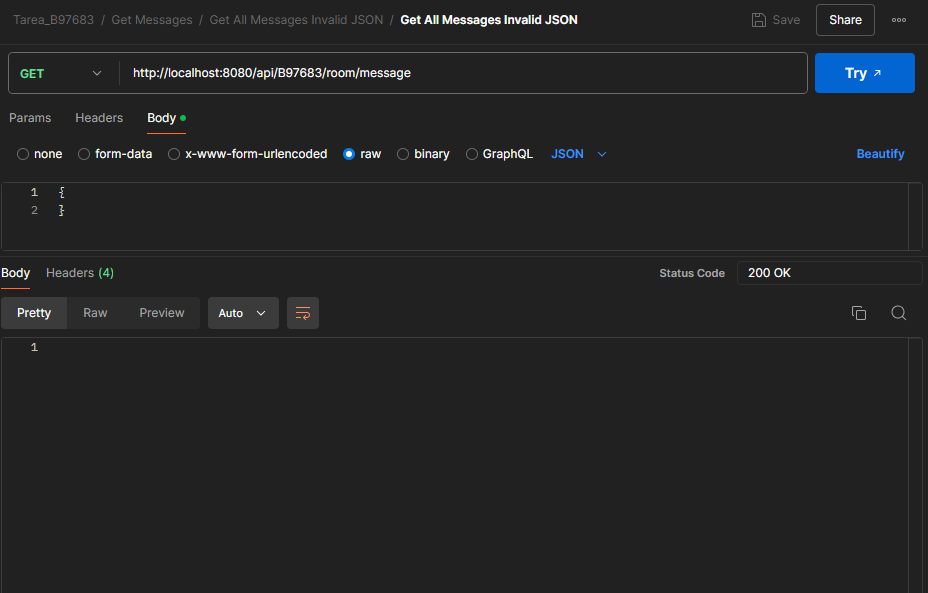 Tarea_B97683 / Get Messages / Get All Messages Invalid JSON / Get All Messages Invalid JSON Save Share
GET http://localhost:8080/api/B97683/room/message Try ↗
Params Headers Body
none form-data x-www-form-urlencoded raw binary GraphQL JSON Beautify
1 {
2 }
Body Headers (4) Status Code 200 OK
Pretty Raw Preview Auto
1